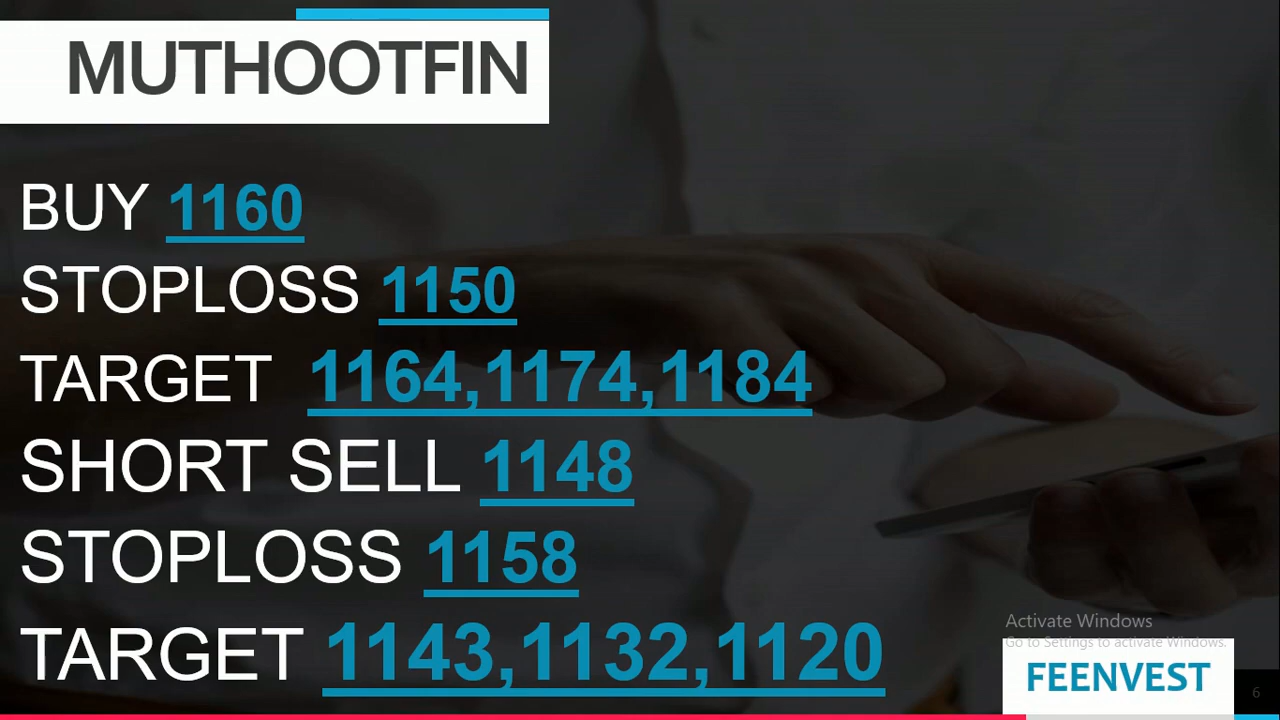 MUTHOOTFIN
BUY 1160
STOPLOSS 1150
TARGET 1164,1174,1184
SHORT SELL 1148
STOPLOSS 1158
TARGET 1143,1132,1120
Activate Windows
Go to Settings to activate Windows.
FEENVEST
6